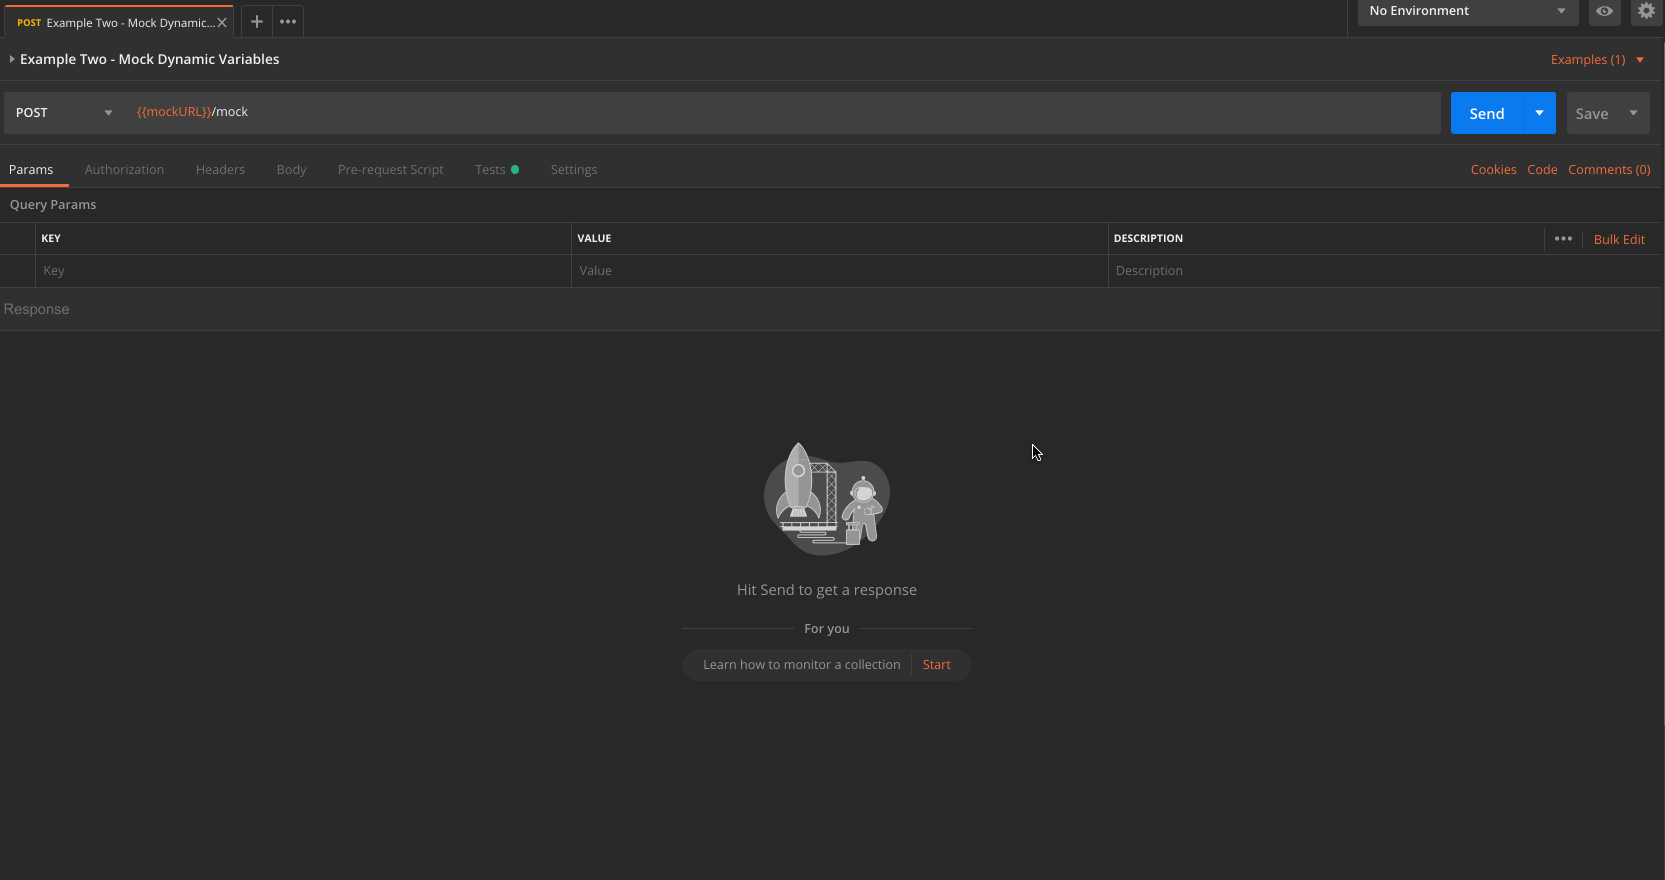 POST Example Two - Mock Dynamic... No Environment
Example Two - Mock Dynamic Variables Examples (1)
POST {{mockURL}}/mock Send Save
Params Authorization Headers Body Pre-request Script Tests Settings Cookies Code Comments (0)
Query Params
KEY VALUE DESCRIPTION Bulk Edit
Key Value Description
Response
Hit Send to get a response
For you
Learn how to monitor a collection Start